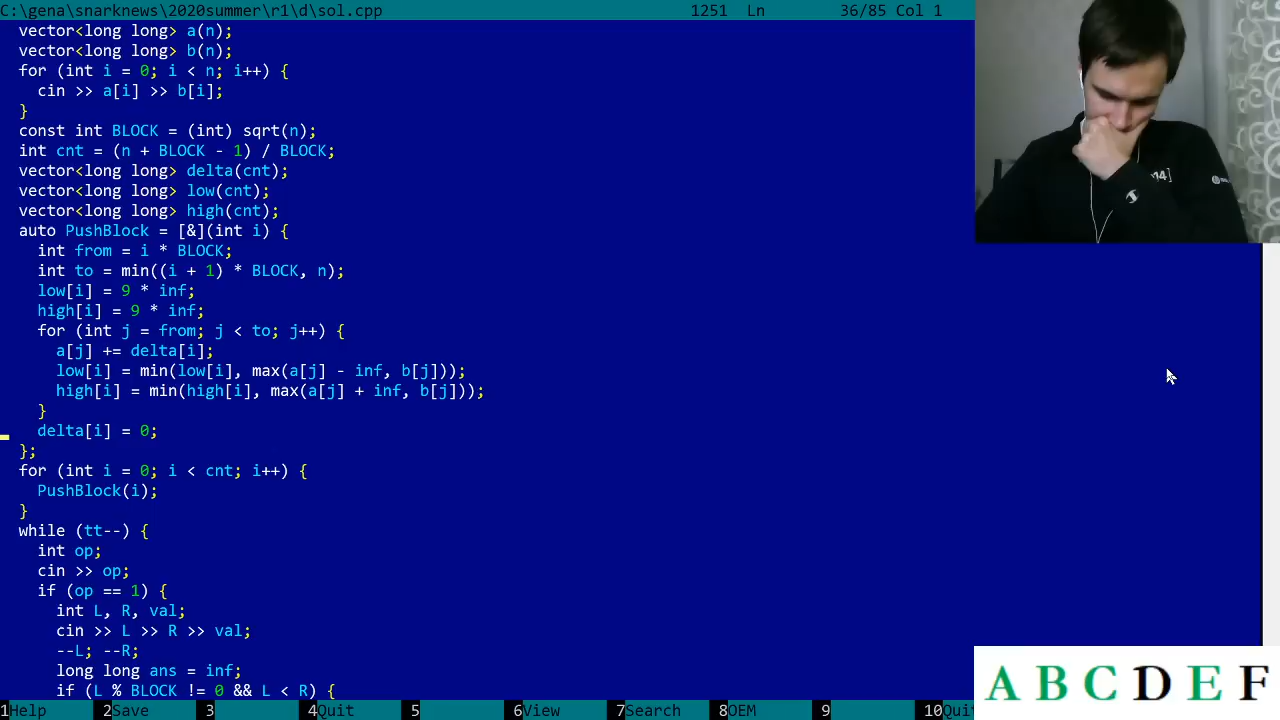 C:\gena\snarknews\2020summer\r1\d\sol.cpp 1251 Ln 36/85 Col 1
vector<long long> a(n);
vector<long long> b(n);
for (int i = 0; i < n; i++) {
cin >> a[i] >> b[i];
}
const int BLOCK = (int) sqrt(n);
int cnt = (n + BLOCK - 1) / BLOCK;
vector<long long> delta(cnt);
vector<long long> low(cnt);
vector<long long> high(cnt);
auto PushBlock = [&](int i) {
int from = i * BLOCK;
int to = min((i + 1) * BLOCK, n);
low[i] = 9 * inf;
high[i] = 9 * inf;
for (int j = from; j < to; j++) {
a[j] += delta[i];
low[i] = min(low[i], max(a[j] - inf, b[j]));
high[i] = min(high[i], max(a[j] + inf, b[j]));
}
delta[i] = 0;
};
for (int i = 0; i < cnt; i++) {
PushBlock(i);
}
while (tt--) {
int op;
cin >> op;
if (op == 1) {
int L, R, val;
cin >> L >> R >> val;
--L; --R;
long long ans = inf;
if (L % BLOCK != 0 && L < R) {
1Help 2Save 3 4Quit 5 6View 7Search 8OEM 9 10Quit
A B C D E F